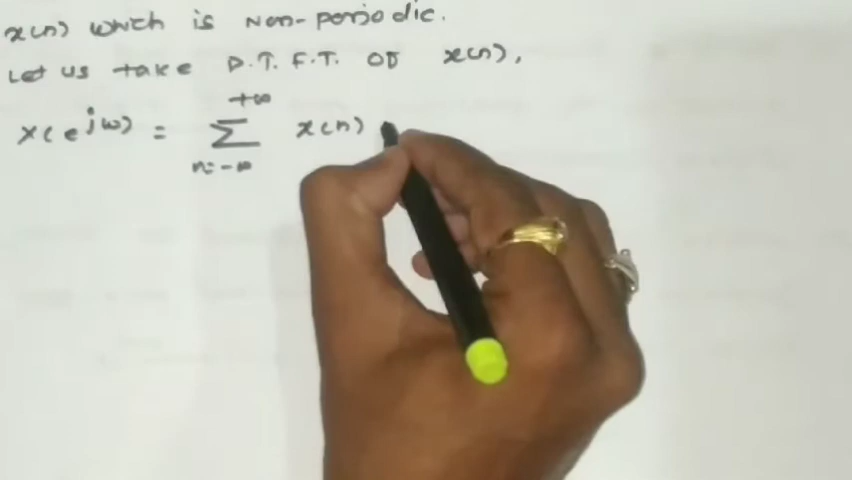 x(n) which is Non-periodic.
Let us take D.T.F.T. OF x(n),
+∞
X(e^jω) = Σ x(n)
n=-∞